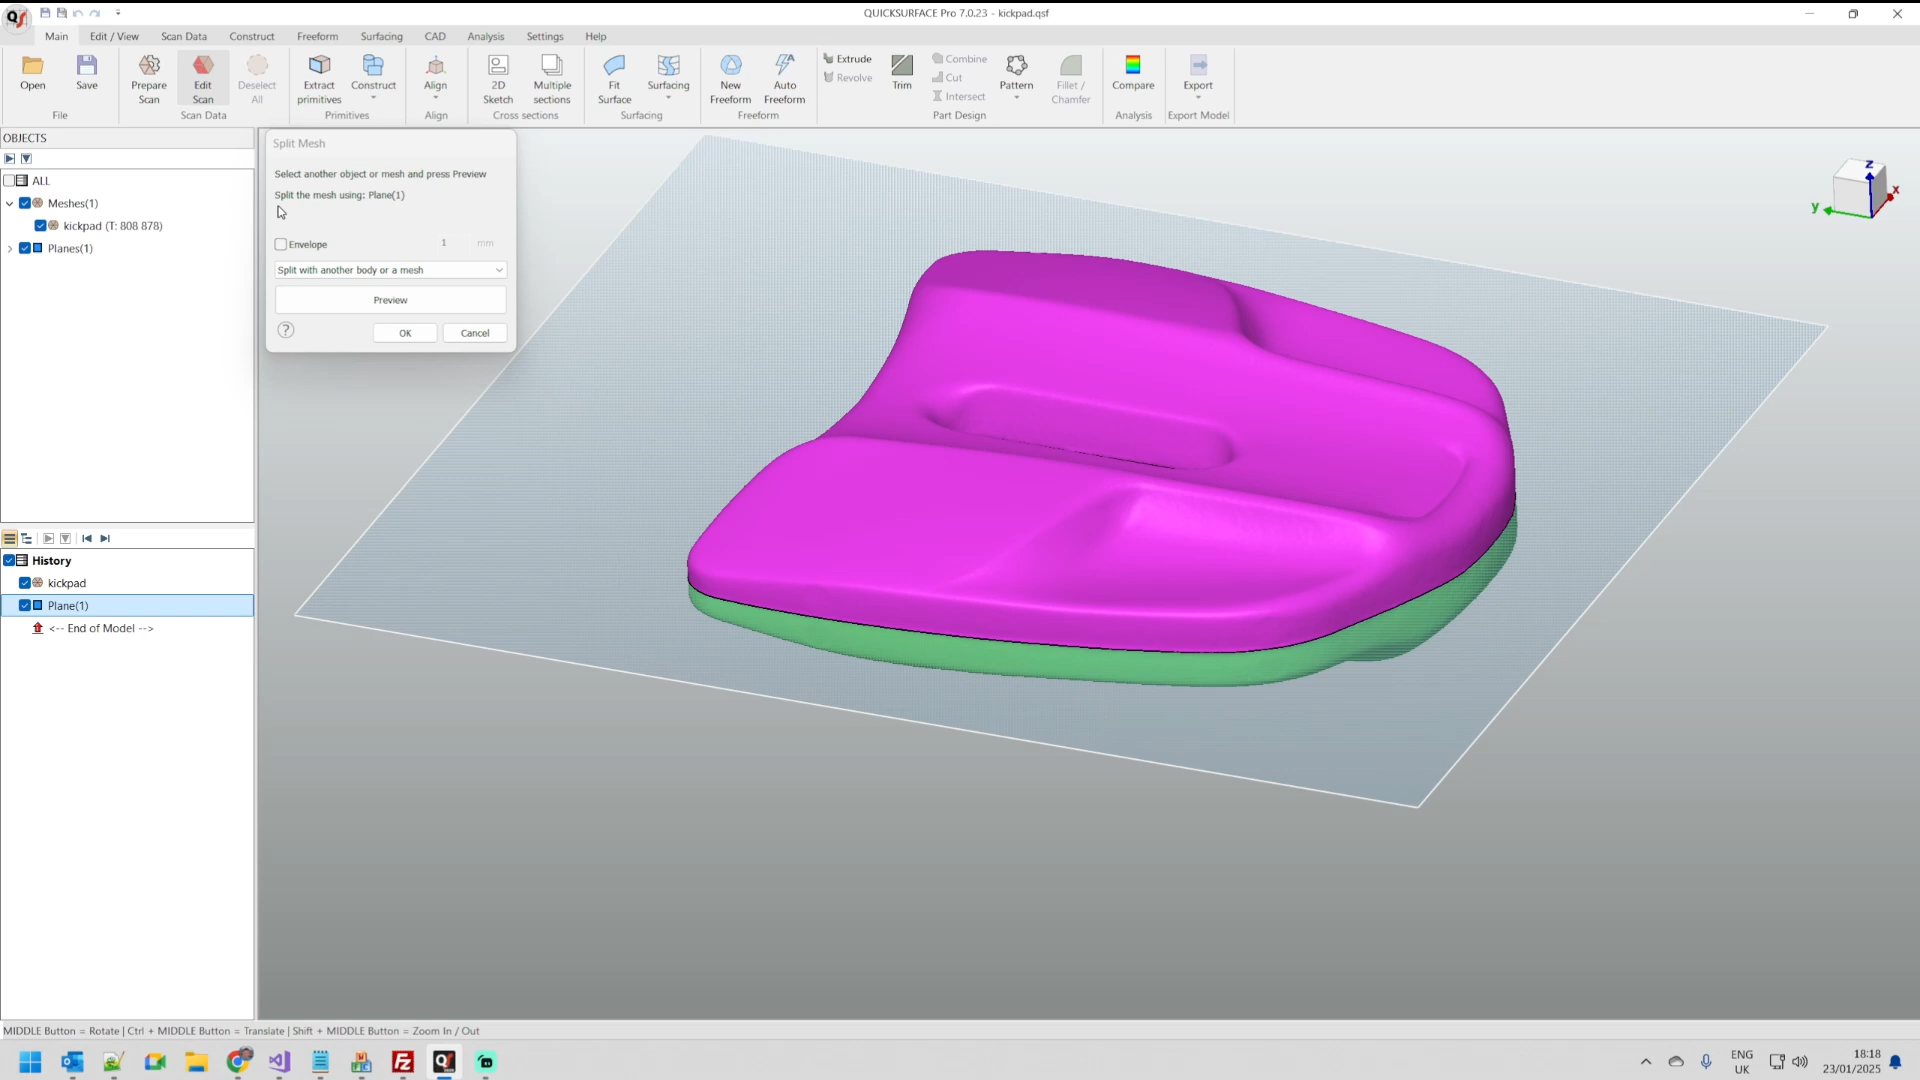 QS
QUICKSURFACE Pro 7.0.23 - kickpad.qsf
Main Edit / View Scan Data Construct Freeform Surfacing CAD Analysis Settings Help
Open
Save
File
Prepare
Scan
Edit
Scan
Deselect
All
Scan Data
Extract
primitives
Construct
Primitives
Align
Align
2D
Sketch
Multiple
sections
Cross sections
Fit
Surface
Surfacing
Surfacing
New
Freeform
Auto
Freeform
Freeform
Extrude
Revolve
Trim
Combine
Cut
Intersect
Pattern
Fillet /
Chamfer
Part Design
Compare
Analysis
Export
Export Model
OBJECTS
ALL
Meshes(1)
kickpad (T: 808 878)
Planes(1)
Split Mesh
Select another object or mesh and press Preview
Split the mesh using: Plane(1)
Envelope 1 mm
Split with another body or a mesh
Preview
? OK Cancel
z
x
y
History
kickpad
Plane(1)
<-- End of Model -->
MIDDLE Button = Rotate | Ctrl + MIDDLE Button = Translate | Shift + MIDDLE Button = Zoom In / Out
FZ
QS
ENG
UK
18:18
23/01/2025